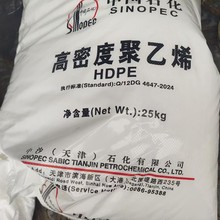 中国石化
SINOPEC
SINOPEC
高密度聚乙烯
HDPE
执行标准(Standard):Q/12DG 4647-2024
净含量(Net Wt.):25kg
中沙（天津）石化有限公司
SINOPEC SABIC TIANJIN PETROCHEMICAL CO., LTD